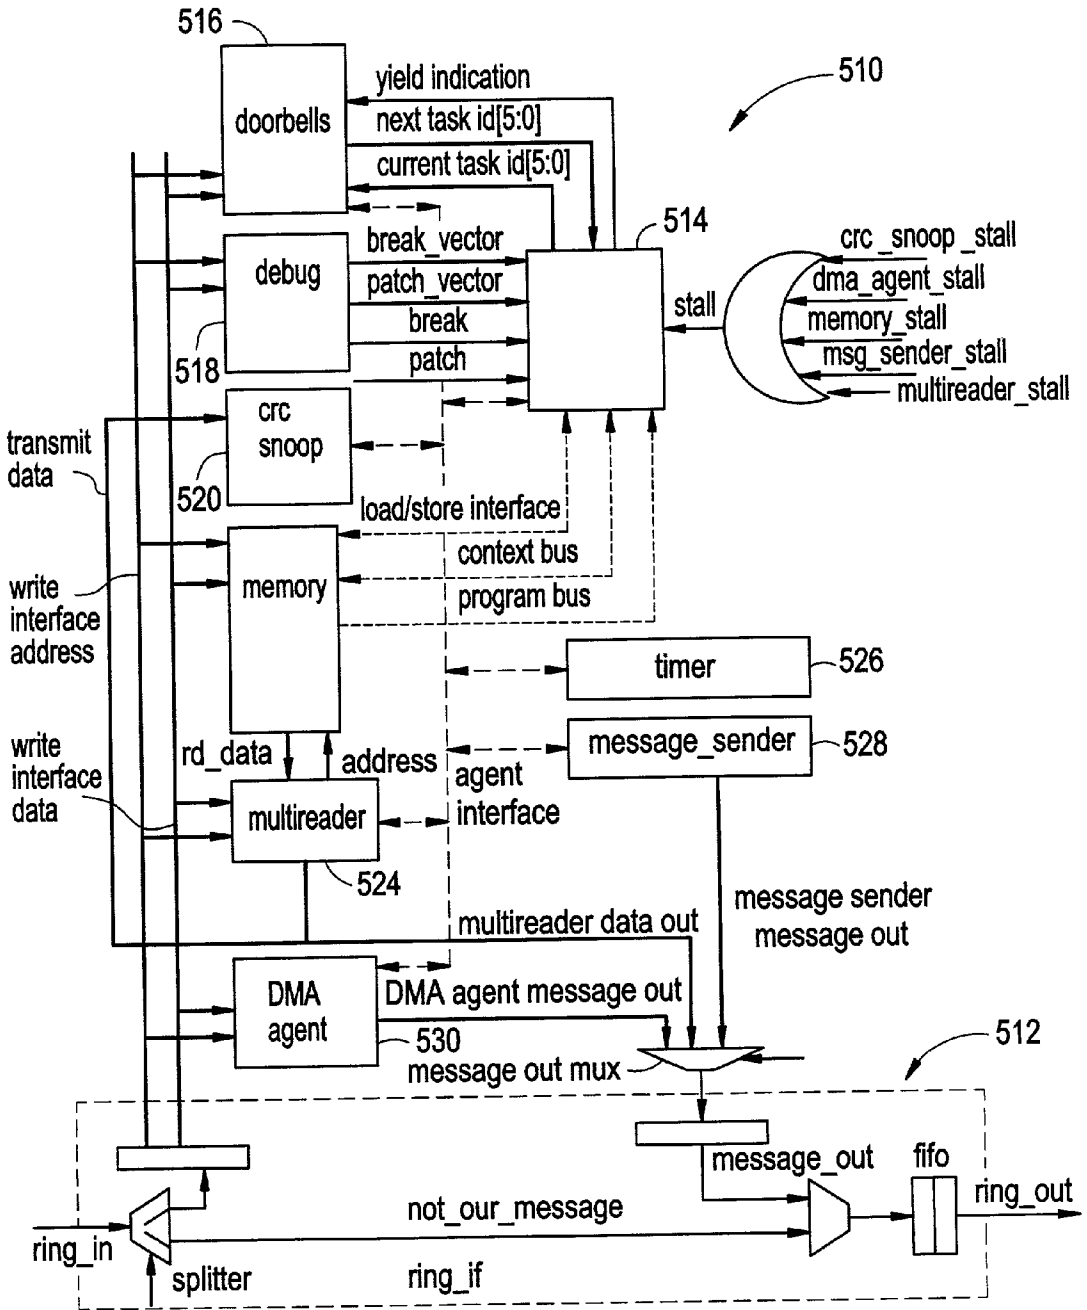 516
doorbells
yield indication
next task id[5:0]
current task id[5:0]
510
514
debug
518
break_vector
patch_vector
break
patch
stall
crc_snoop_stall
dma_agent_stall
memory_stall
msg_sender_stall
multireader_stall
crc
snoop
520
transmit
data
load/store interface
context bus
program bus
memory
write
interface
address
timer
526
message_sender
528
write
interface
data
rd_data
address
agent
interface
multireader
524
message sender
message out
multireader data out
DMA
agent
530
DMA agent message out
message out mux
512
message_out
fifo
ring_out
not_our_message
ring_in
splitter
ring_if